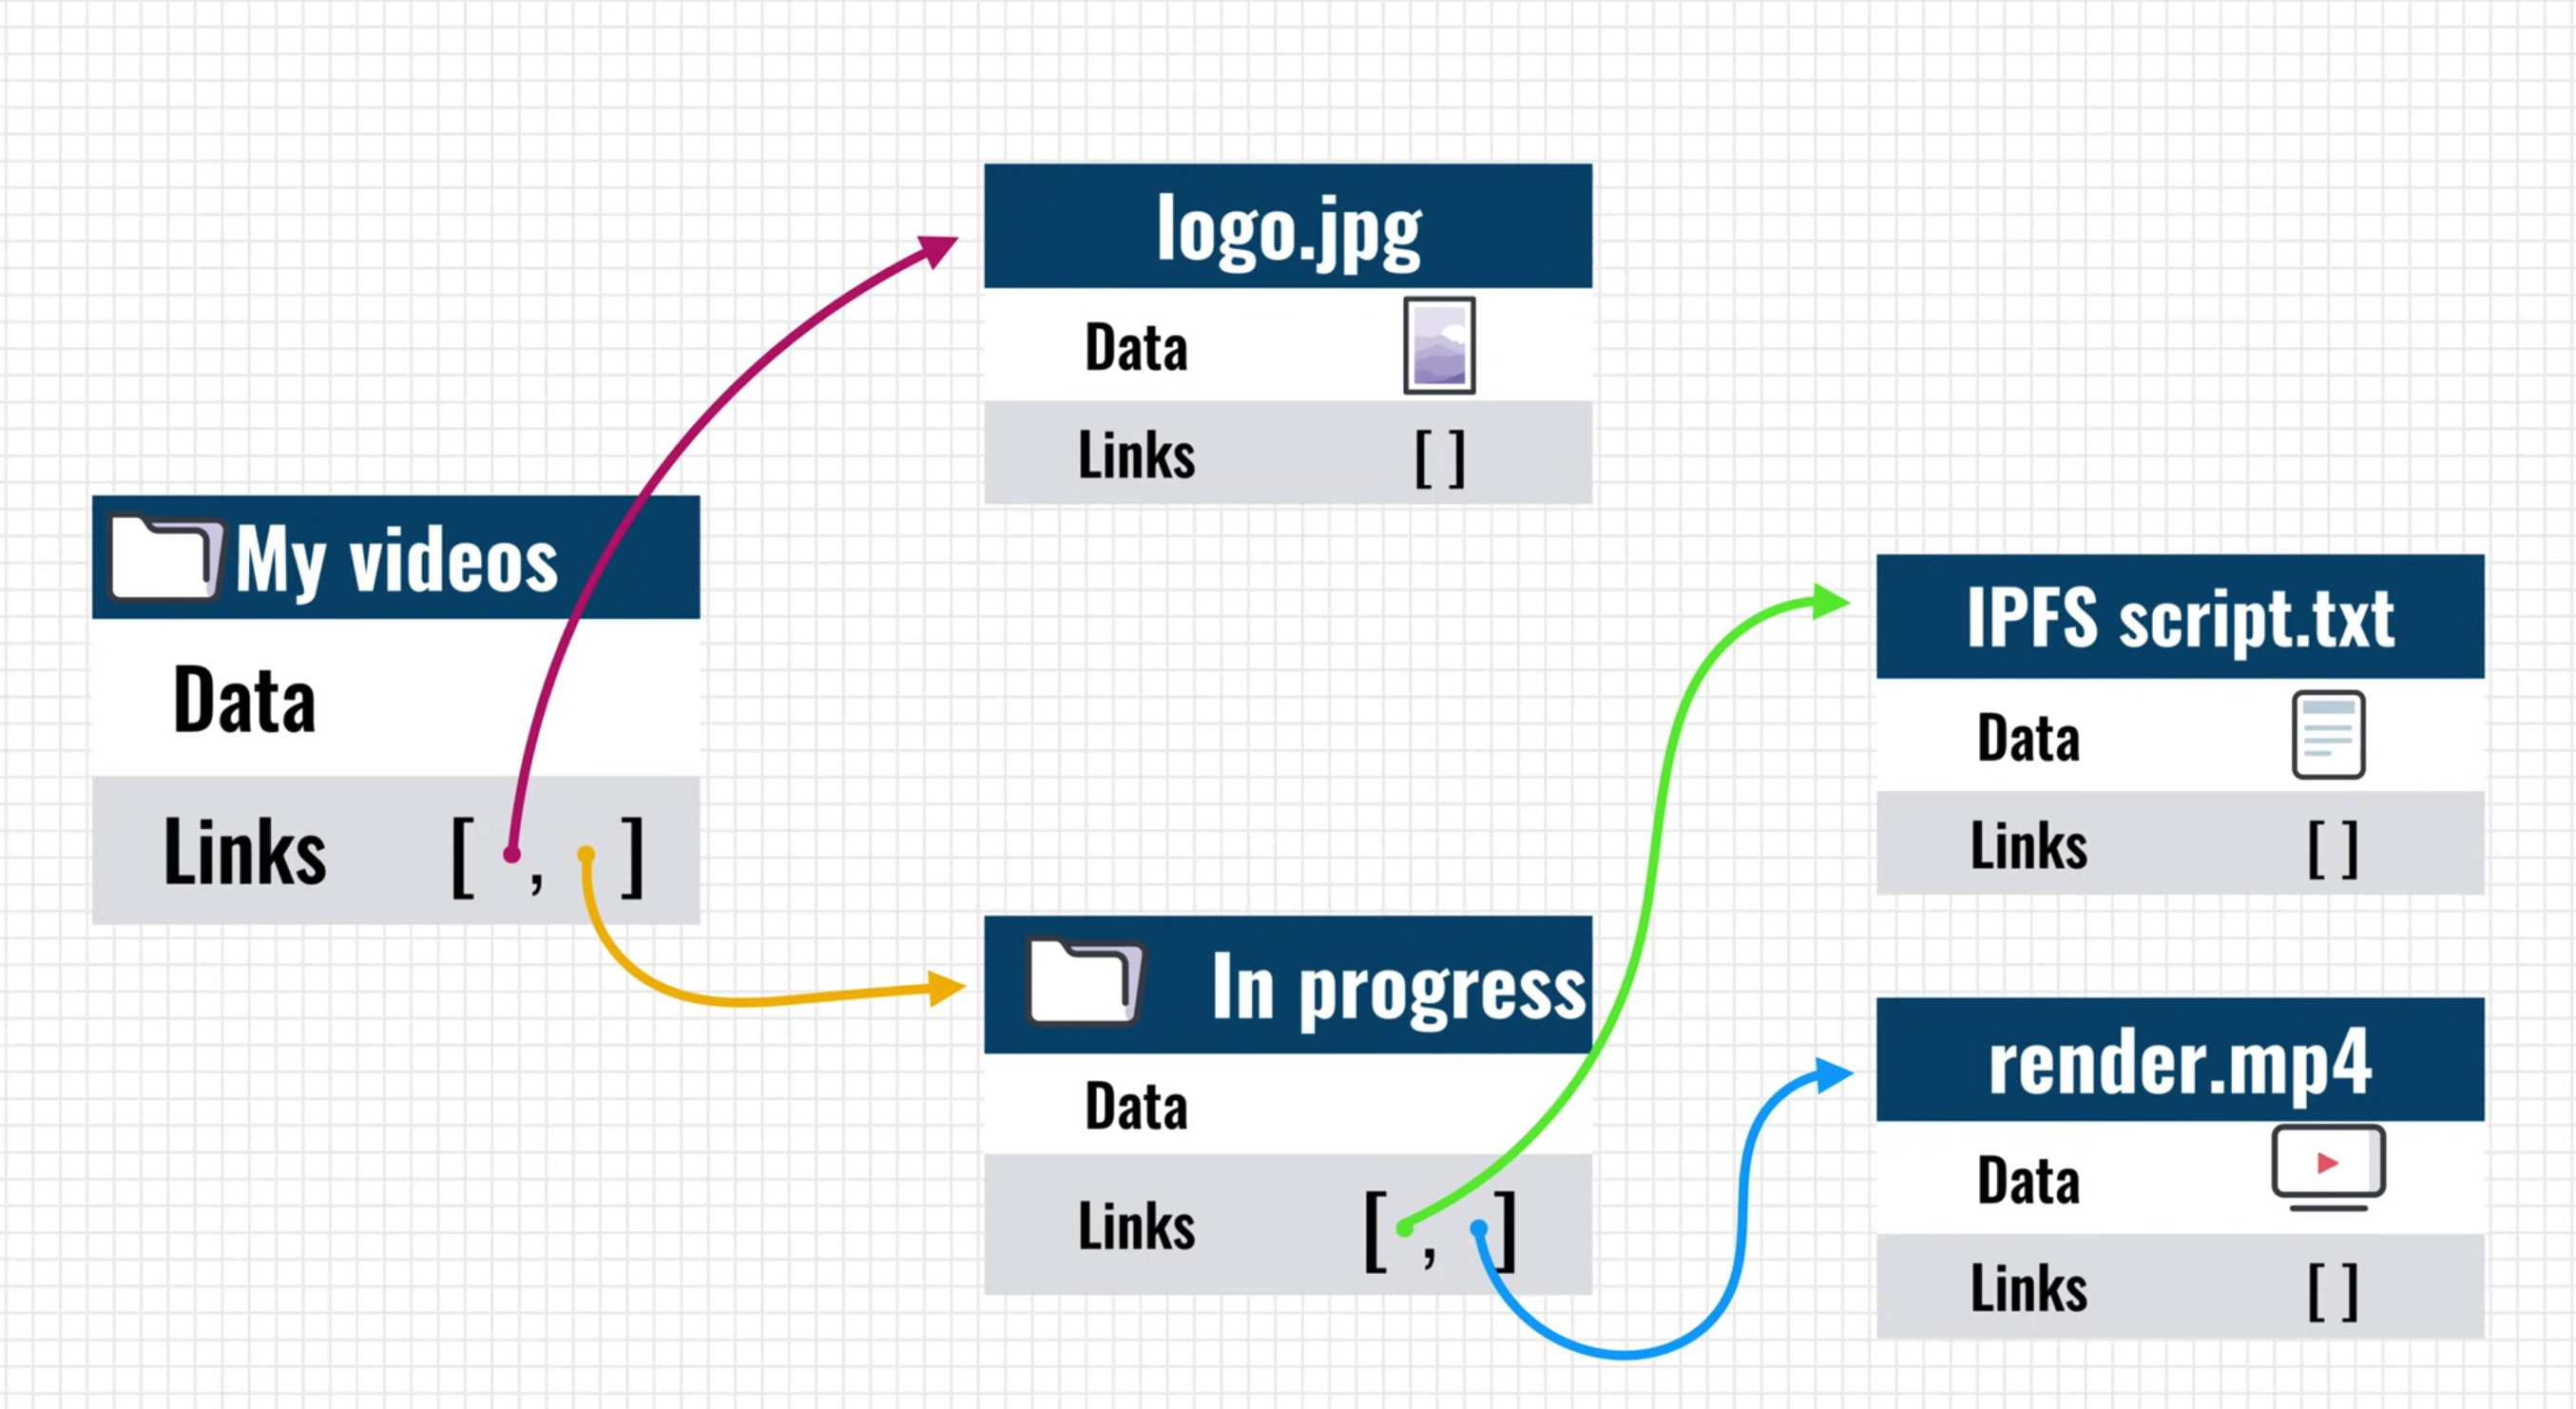 logo.jpg
Data
Links [ ]
My videos
Data
Links [ , ]
In progress
Data
Links [ , ]
IPFS script.txt
Data
Links [ ]
render.mp4
Data
Links [ ]